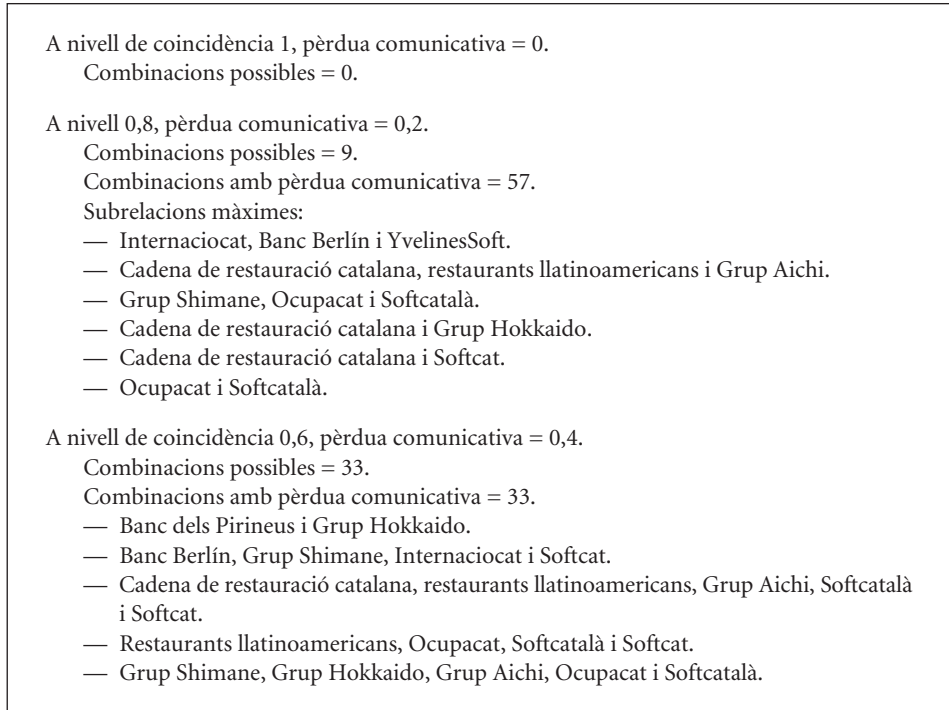 A nivell de coincidència 1, pèrdua comunicativa = 0.
Combinacions possibles = 0.
A nivell 0,8, pèrdua comunicativa = 0,2.
Combinacions possibles = 9.
Combinacions amb pèrdua comunicativa = 57.
Subrelacions màximes:
— Internaciocat, Banc Berlín i YvelinesSoft.
— Cadena de restauració catalana, restaurants llatinoamericans i Grup Aichi.
— Grup Shimane, Ocupacat i Softcatalà.
— Cadena de restauració catalana i Grup Hokkaido.
— Cadena de restauració catalana i Softcat.
— Ocupacat i Softcatalà.
A nivell de coincidència 0,6, pèrdua comunicativa = 0,4.
Combinacions possibles = 33.
Combinacions amb pèrdua comunicativa = 33.
— Banc dels Pirineus i Grup Hokkaido.
— Banc Berlín, Grup Shimane, Internaciocat i Softcat.
— Cadena de restauració catalana, restaurants llatinoamericans, Grup Aichi, Softcatalà
i Softcat.
— Restaurants llatinoamericans, Ocupacat, Softcatalà i Softcat.
— Grup Shimane, Grup Hokkaido, Grup Aichi, Ocupacat i Softcatalà.